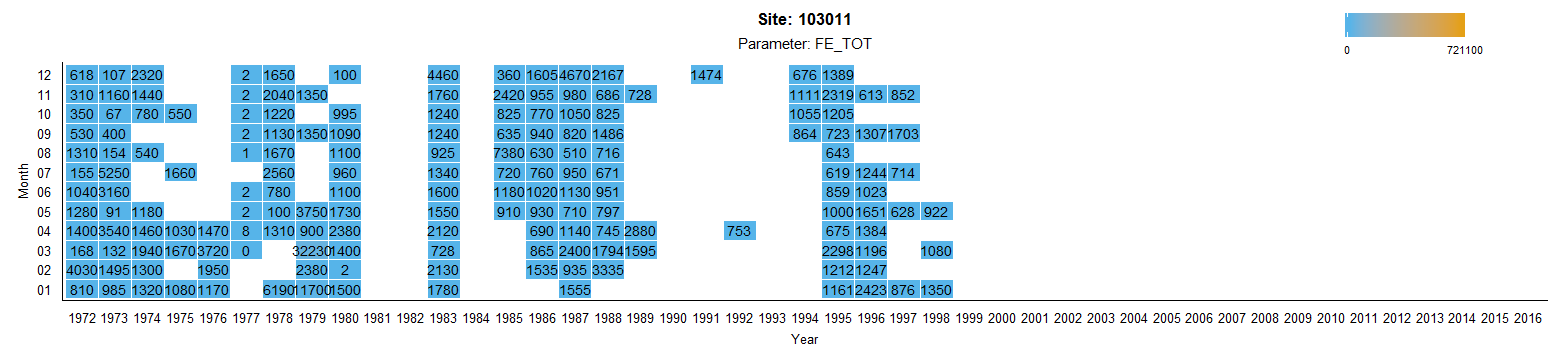 Site: 103011
Parameter: FE_TOT
0 721100
12 618 107 2320 2 1650 100 4460 360 1605 4670 2167 1474 676 1389
11 310 1160 1440 2 2040 1350 1760 2420 955 980 686 728 1111 2319 613 852
10 350 67 780 550 2 1220 995 1240 825 770 1050 825 1055 1205
09 530 400 2 1130 1350 1090 1240 635 940 820 1486 864 723 1307 1703
08 1310 154 540 1 1670 1100 925 7380 630 510 716 643
07 155 5250 1660 2560 960 1340 720 760 950 671 619 1244 714
Month
06 1040 3160 2 780 1100 1600 1180 1020 1130 951 859 1023
05 1280 91 1180 2 100 3750 1730 1550 910 930 710 797 1000 1651 628 922
04 1400 3540 1460 1030 1470 8 1310 900 2380 2120 690 1140 745 2880 753 675 1384
03 168 132 1940 1670 3720 0 32230 1400 728 865 2400 1794 1595 2298 1196 1080
02 4030 1495 1300 1950 2380 2 2130 1535 935 3335 1212 1247
01 810 985 1320 1080 1170 6190 11700 1500 1780 1555 1161 2423 876 1350
1972 1973 1974 1975 1976 1977 1978 1979 1980 1981 1982 1983 1984 1985 1986 1987 1988 1989 1990 1991 1992 1993 1994 1995 1996 1997 1998 1999 2000 2001 2002 2003 2004 2005 2006 2007 2008 2009 2010 2011 2012 2013 2014 2015 2016
Year